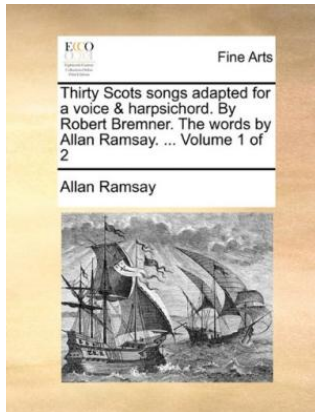 ECCO
Fine Arts
Thirty Scots songs adapted for
a voice & harpsichord. By
Robert Bremner. The words by
Allan Ramsay. ... Volume 1 of
2
Allan Ramsay